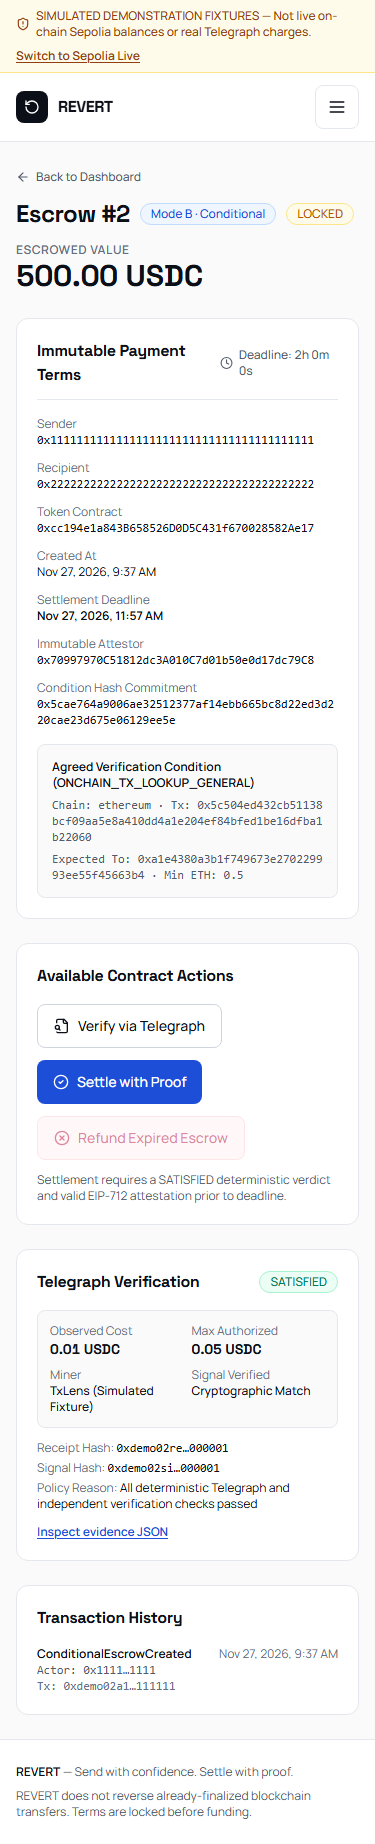 SIMULATED DEMONSTRATION FIXTURES — Not live on-
chain Sepolia balances or real Telegraph charges.
Switch to Sepolia Live
REVERT
Back to Dashboard
Escrow #2
Mode B · Conditional
LOCKED
ESCROWED VALUE
500.00 USDC
Immutable Payment
Terms
Deadline: 2h 0m
0s
Sender
0x1111111111111111111111111111111111111111
Recipient
0x2222222222222222222222222222222222222222
Token Contract
0xcc194e1a843B658526D0D5C431f670028582Ae17
Created At
Nov 27, 2026, 9:37 AM
Settlement Deadline
Nov 27, 2026, 11:57 AM
Immutable Attestor
0x70997970C51812dc3A010C7d01b50e0d17dc79C8
Condition Hash Commitment
0x5cae764a9006ae32512377af14ebb665bc8d22ed3d2
20cae23d675e06129ee5e
Agreed Verification Condition
(ONCHAIN_TX_LOOKUP_GENERAL)
Chain: ethereum · Tx: 0x5c504ed432cb51138
bcf09aa5e8a410dd4a1e204ef84bfed1be16dfba1
b22060
Expected To: 0xa1e4380a3b1f749673e2702299
93ee55f45663b4 · Min ETH: 0.5
Available Contract Actions
Verify via Telegraph
Settle with Proof
Refund Expired Escrow
Settlement requires a SATISFIED deterministic verdict
and valid EIP-712 attestation prior to deadline.
Telegraph Verification
SATISFIED
Observed Cost
0.01 USDC
Max Authorized
0.05 USDC
Miner
TxLens (Simulated
Fixture)
Signal Verified
Cryptographic Match
Receipt Hash: 0xdemo02re…000001
Signal Hash: 0xdemo02si…000001
Policy Reason: All deterministic Telegraph and
independent verification checks passed
Inspect evidence JSON
Transaction History
ConditionalEscrowCreated
Nov 27, 2026, 9:37 AM
Actor: 0x1111…1111
Tx: 0xdemo02a1…111111
REVERT — Send with confidence. Settle with proof.
REVERT does not reverse already-finalized blockchain
transfers. Terms are locked before funding.